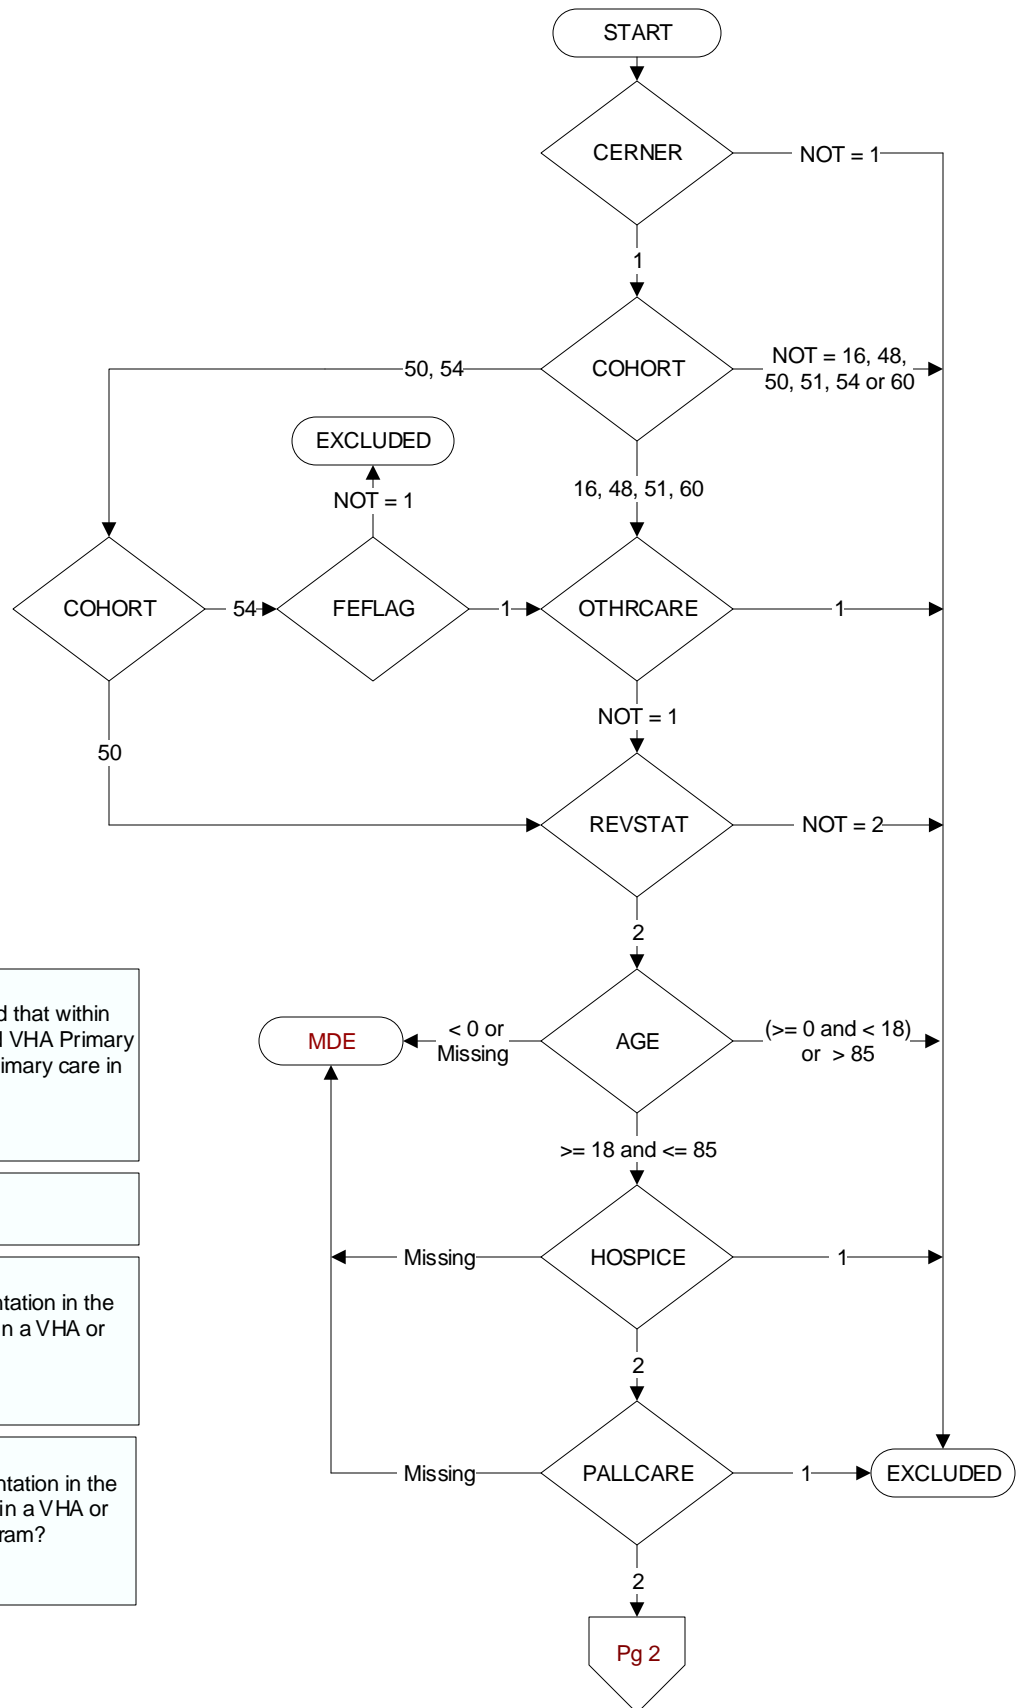 START
CERNER
NOT = 1
1
COHORT
50, 54
NOT = 16, 48,
50, 51, 54 or 60
EXCLUDED
NOT = 1
16, 48, 51, 60
COHORT
54
FEFLAG
1
OTHRCARE
1
NOT = 1
50
REVSTAT
NOT = 2
2
MDE
< 0 or
Missing
AGE
(>= 0 and < 18)
or > 85
>= 18 and <= 85
Missing
HOSPICE
1
2
Missing
PALLCARE
1
EXCLUDED
2
Pg 2
d that within
VHA Primary
imary care in
ntation in the
n a VHA or
ntation in the
in a VHA or
ram?